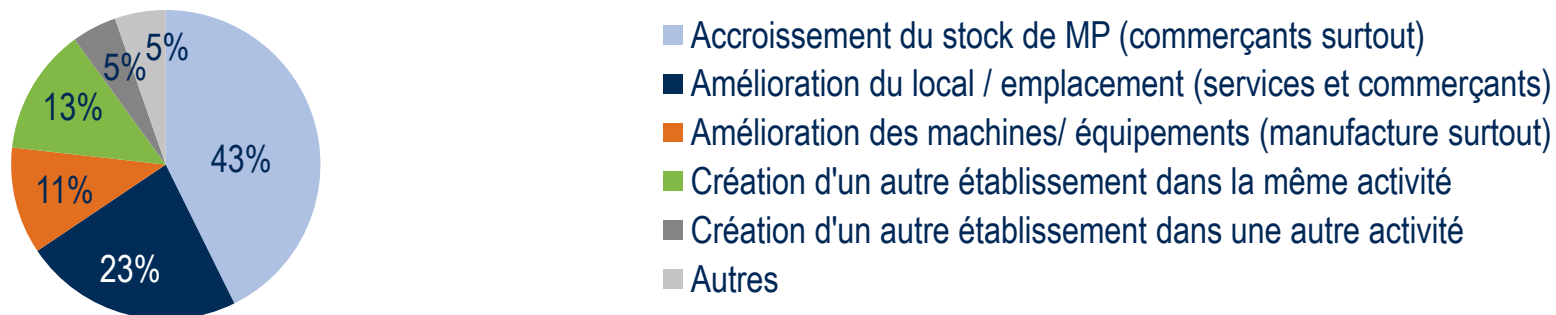 5%
5%
13%
43%
11%
23%
Accroissement du stock de MP (commerçants surtout)
Amélioration du local / emplacement (services et commerçants)
Amélioration des machines/ équipements (manufacture surtout)
Création d'un autre établissement dans la même activité
Création d'un autre établissement dans une autre activité
Autres